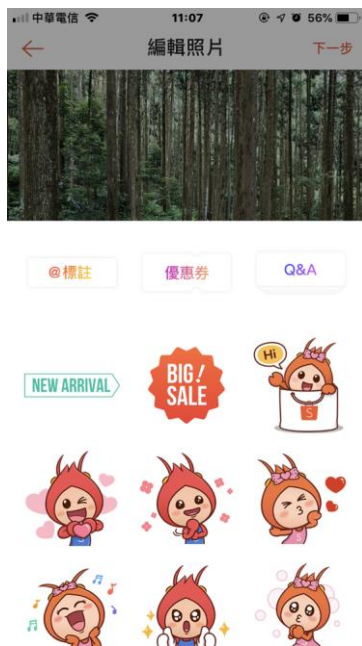 中華電信
11:07
56%
編輯照片
下一步
@標註
優惠券
Q&A
NEW ARRIVAL
BIG!
SALE
Hi
S